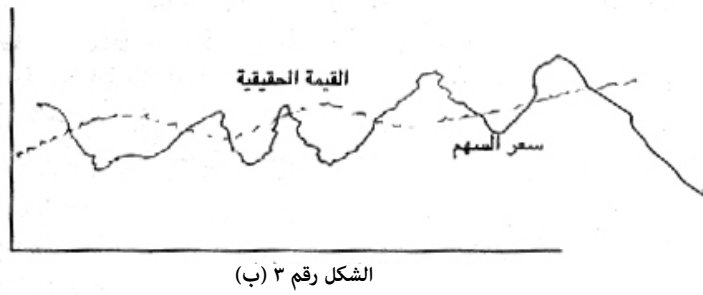 القيمة الحقيقية
سعر السهم
الشكل رقم ٣ (ب)